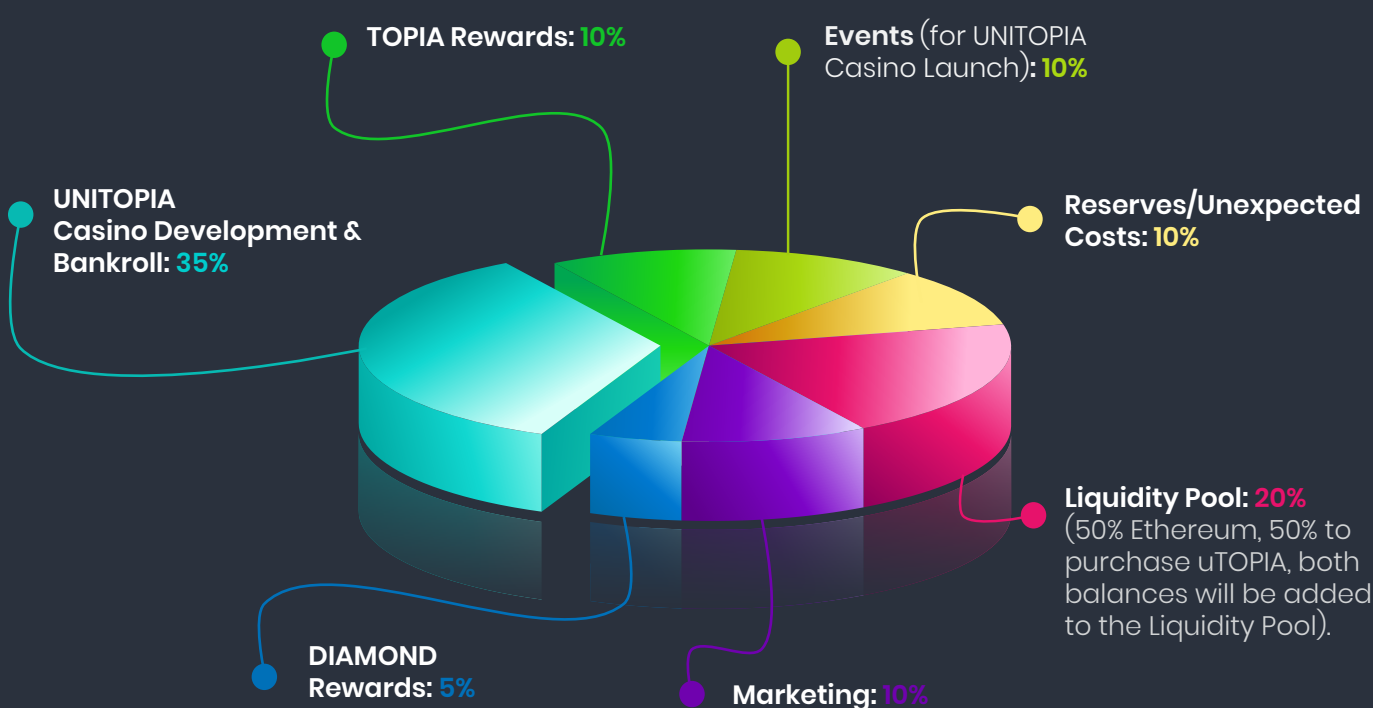 TOPIA Rewards: 10%
Events (for UNITOPIA
Casino Launch): 10%
UNITOPIA
Casino Development &
Bankroll: 35%
Reserves/Unexpected
Costs: 10%
Liquidity Pool: 20%
(50% Ethereum, 50% to
purchase uTOPIA, both
balances will be added
to the Liquidity Pool).
DIAMOND
Rewards: 5%
Marketing: 10%